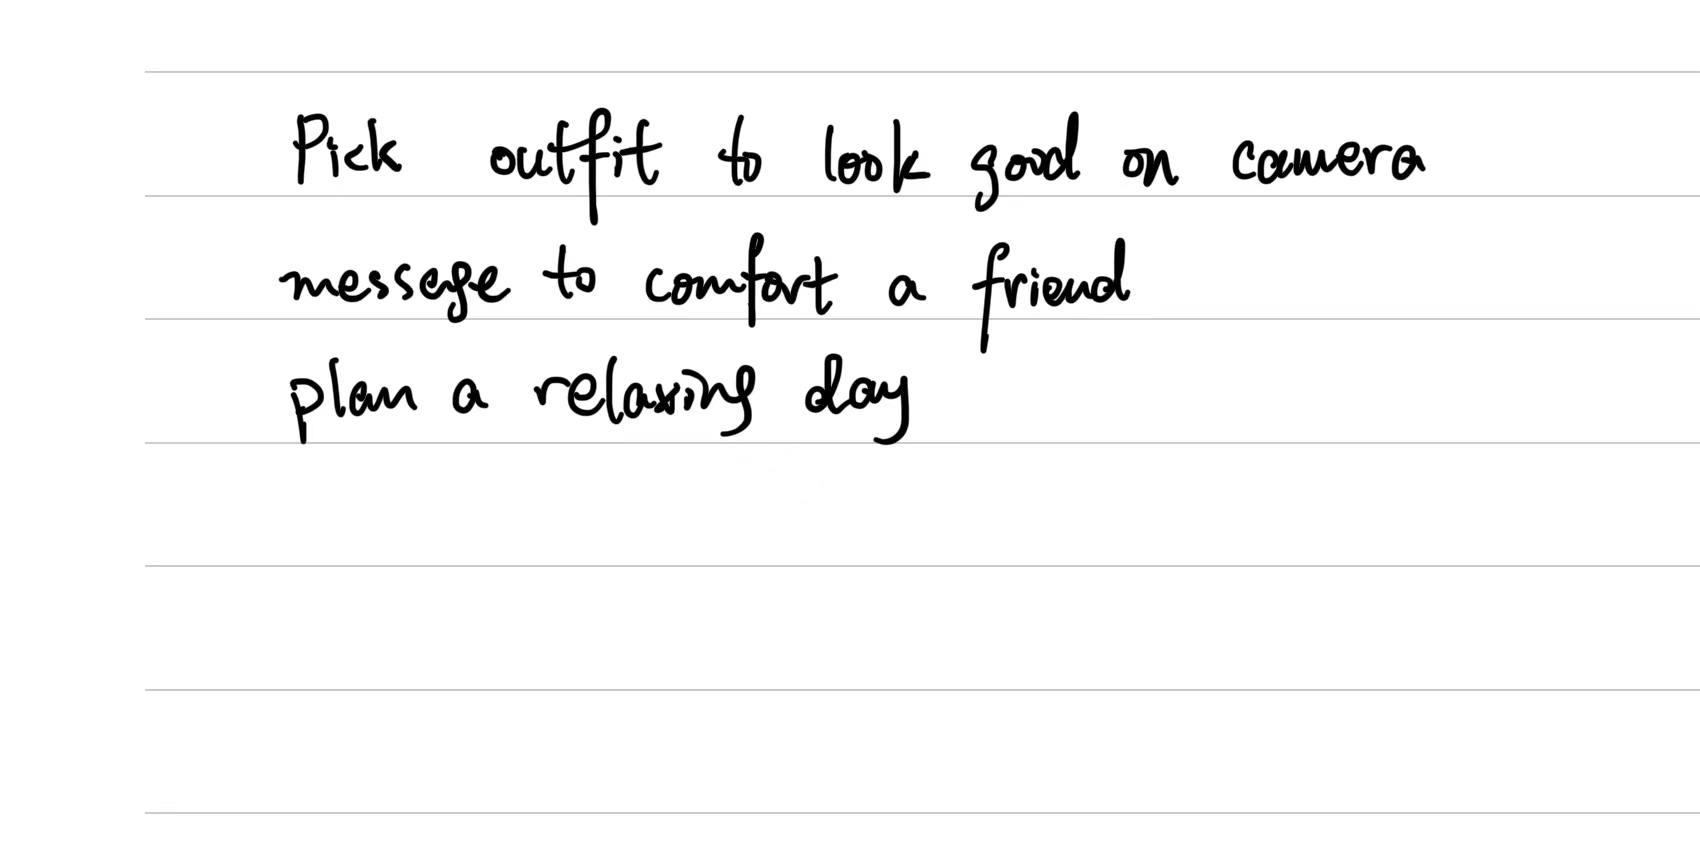 Pick outfit to look good on camera
message to comfort a friend
plan a relaxing day